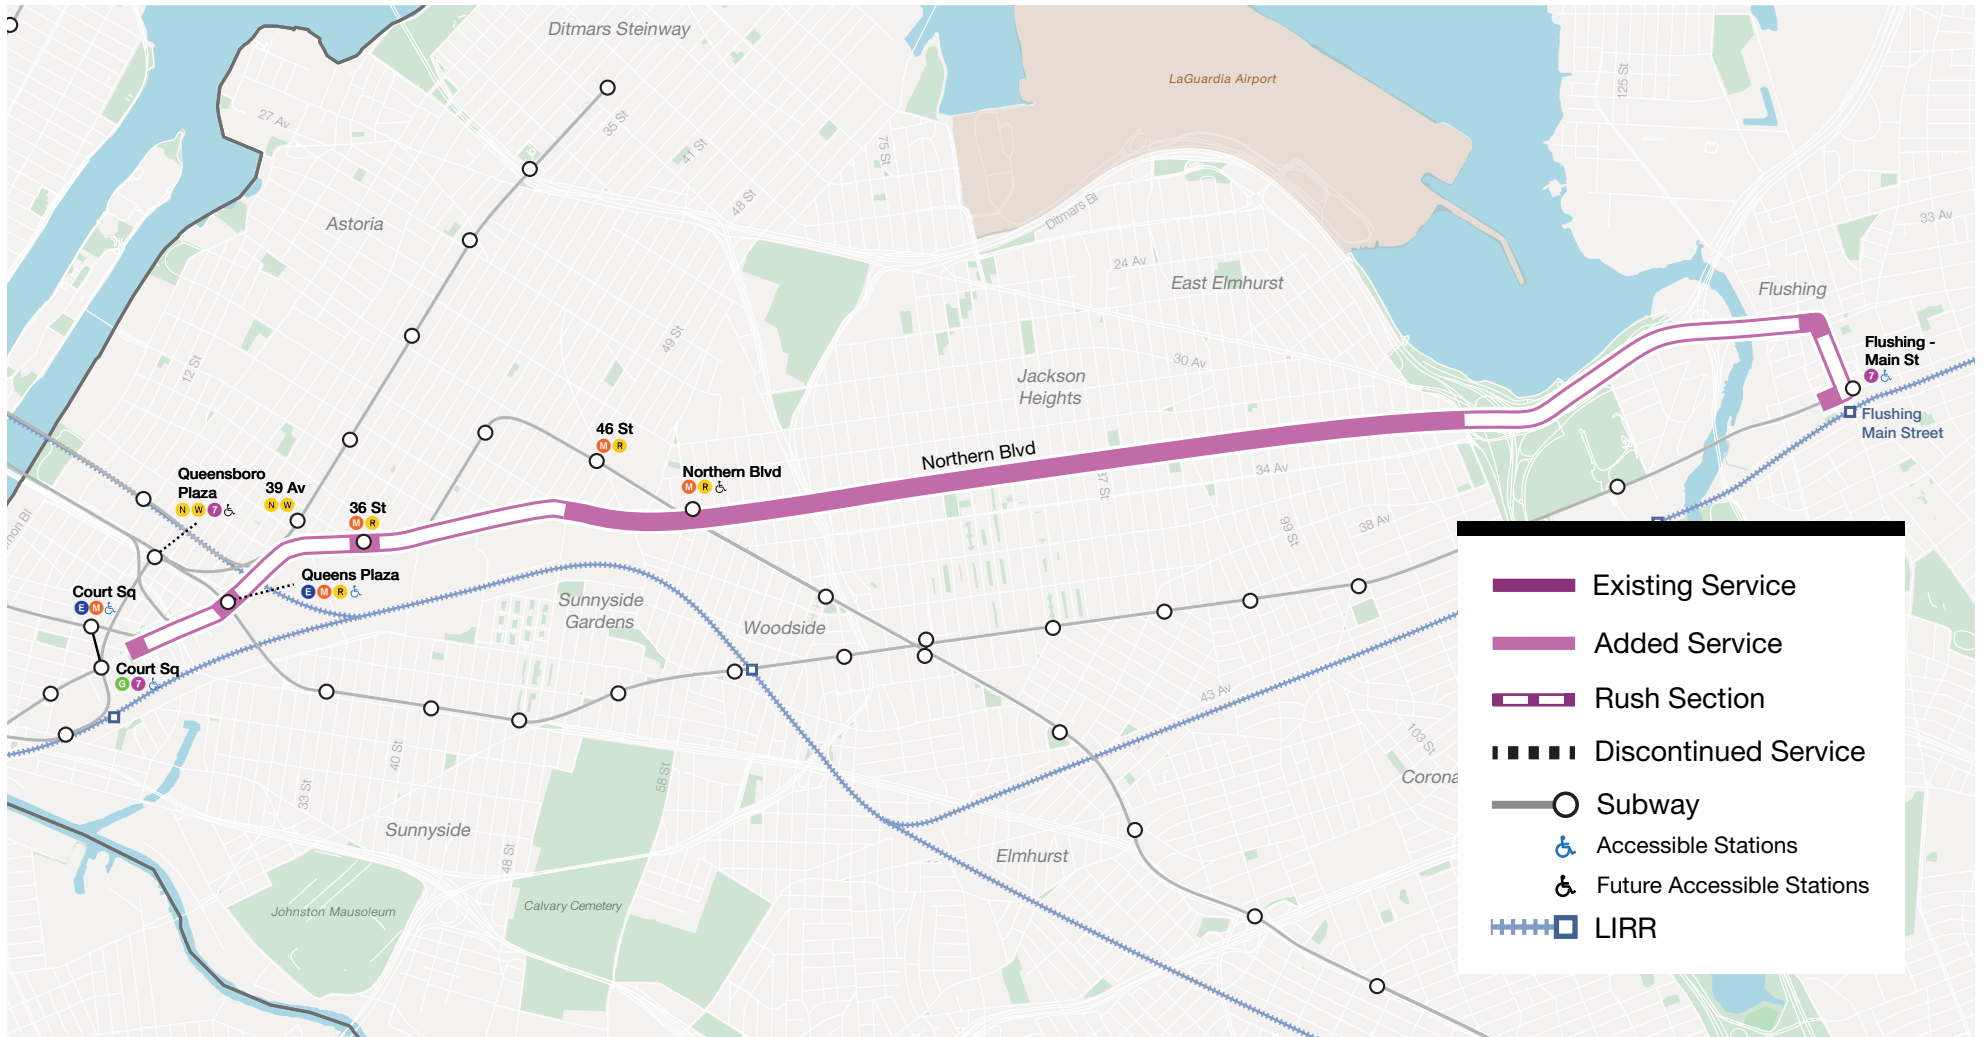 Ditmars Steinway
LaGuardia Airport
125 St
27 Av
35 St
41 St
75 St
48 St
Astoria
Ditmars Bl
33 Av
24 Av
East Elmhurst
Flushing
12 St
49 St
30 Av
Jackson
Heights
Flushing -
Main St
7
Flushing
Main Street
46 St
M R
Northern Blvd
Northern Blvd
M R
34 Av
Queensboro
Plaza
N W 7
39 Av
N W
36 St
M R
99 St
38 Av
Queens Plaza
E M R
Court Sq
E M
Court Sq
G 7
Sunnyside
Gardens
Woodside
43 Av
40 St
33 St
58 St
48 St
103 St
Corona
Sunnyside
Elmhurst
Johnston Mausoleum
Calvary Cemetery
Existing Service
Added Service
Rush Section
Discontinued Service
Subway
Accessible Stations
Future Accessible Stations
LIRR